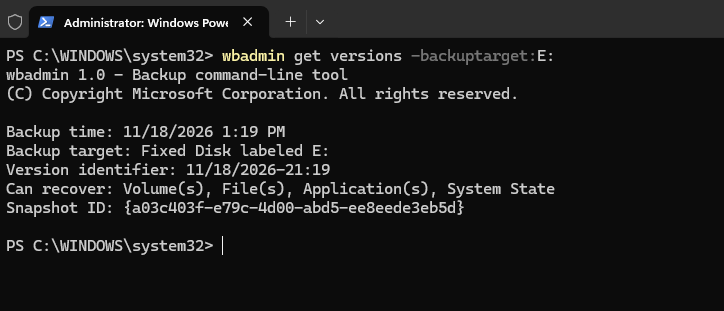 Administrator: Windows Powe
PS C:\WINDOWS\system32> wbadmin get versions -backuptarget:E:
wbadmin 1.0 - Backup command-line tool
(C) Copyright Microsoft Corporation. All rights reserved.
Backup time: 11/18/2026 1:19 PM
Backup target: Fixed Disk labeled E:
Version identifier: 11/18/2026-21:19
Can recover: Volume(s), File(s), Application(s), System State
Snapshot ID: {a03c403f-e79c-4d00-abd5-ee8eede3eb5d}
PS C:\WINDOWS\system32>